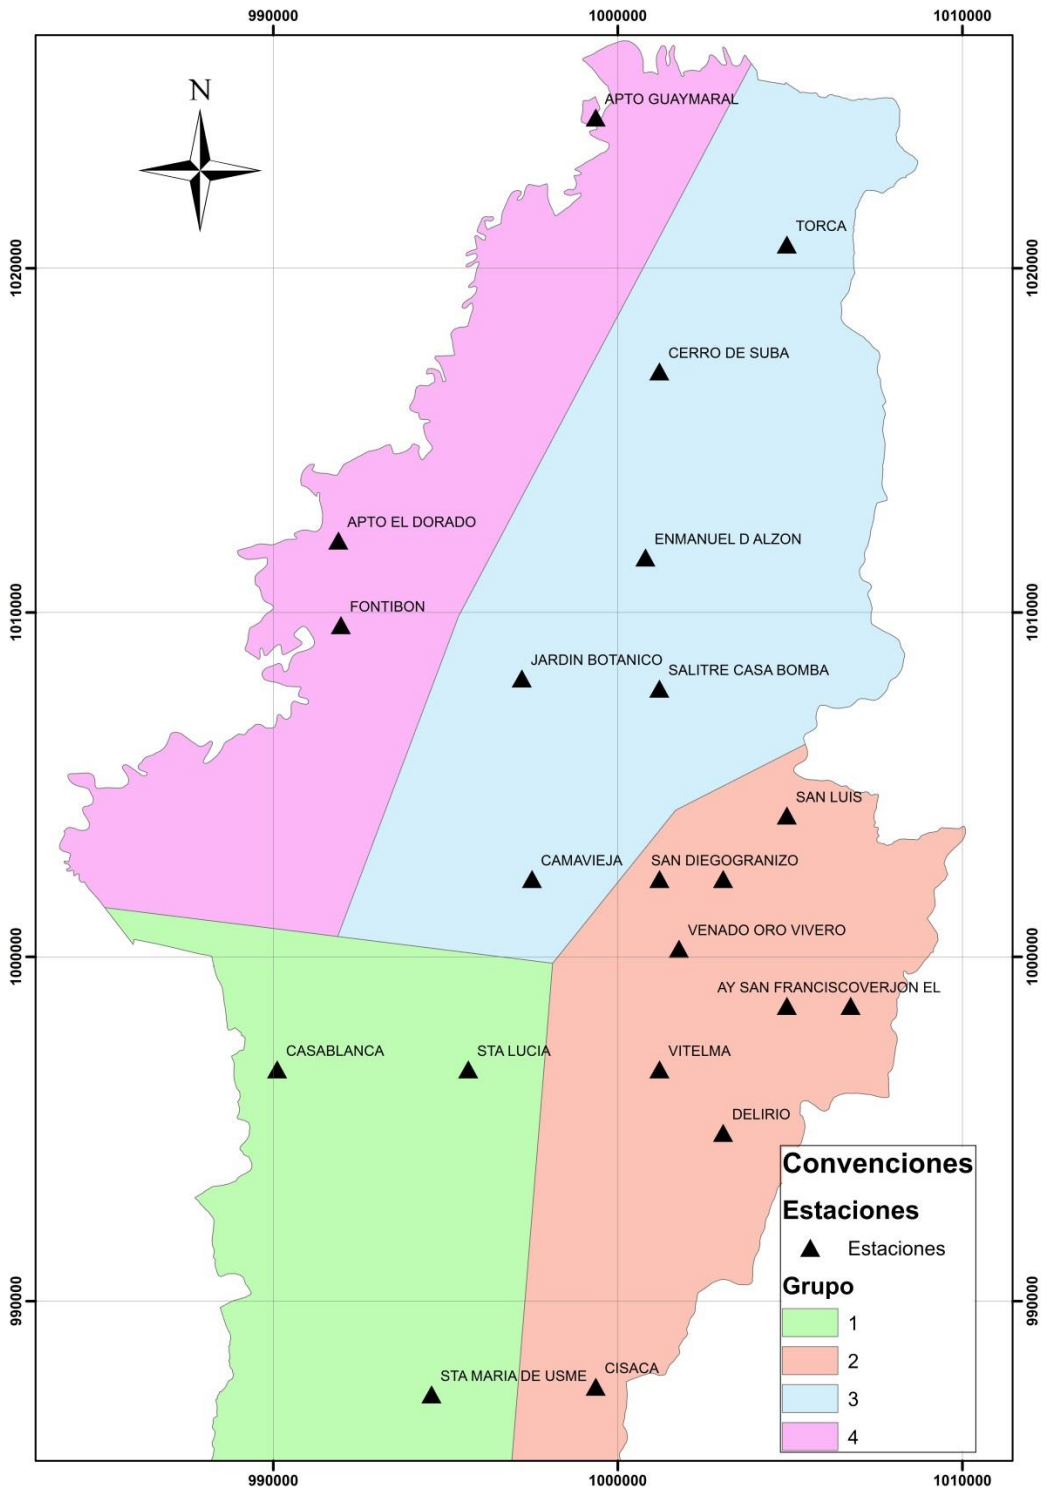 990000
1000000
1010000
N
APTO GUAYMARAL
TORCA
1020000
1020000
CERRO DE SUBA
APTO EL DORADO
ENMANUEL D ALZON
FONTIBON
1010000
1010000
JARDIN BOTANICO
SALITRE CASA BOMBA
SAN LUIS
CAMAVIEJA
SAN DIEGOGRANIZO
VENADO ORO VIVERO
1000000
1000000
AY SAN FRANCISCOVERJON EL
CASABLANCA
STA LUCIA
VITELMA
DELIRIO
Convenciones
Estaciones
Estaciones
Grupo
1
2
3
4
990000
990000
STA MARIA DE USME
CISACA
990000
1000000
1010000